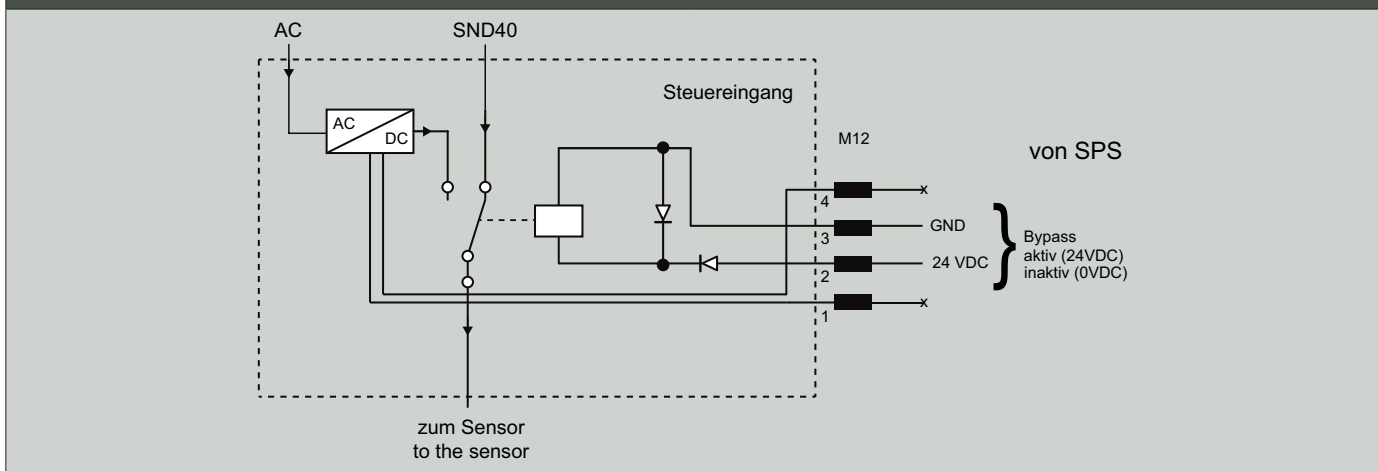 AC
SND40
Steuereingang
AC
DC
M12
von SPS
4
x
GND
3
Bypass
aktiv (24VDC)
inaktiv (0VDC)
24 VDC
2
x
1
zum Sensor
to the sensor